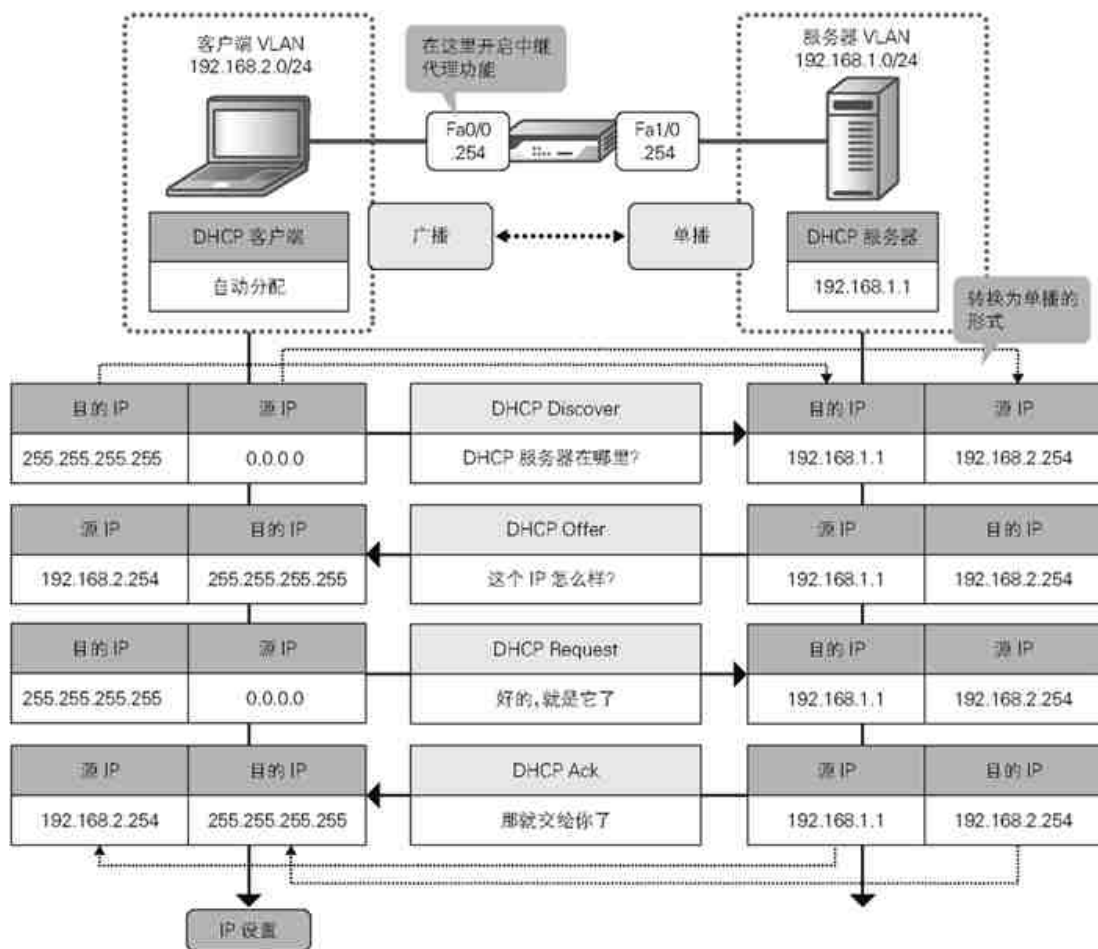 客户端 VLAN
192.168.2.0/24
在这里开启中继
代理功能
服务器 VLAN
192.168.1.0/24
Fa0/0
.254
Fa1/0
.254
DHCP 客户端
自动分配
广播
单播
DHCP 服务器
192.168.1.1
转换为单播的
形式
目的 IP
源 IP
DHCP Discover
目的 IP
源 IP
255.255.255.255
0.0.0.0
DHCP 服务器在哪里?
192.168.1.1
192.168.2.254
源 IP
目的 IP
DHCP Offer
源 IP
目的 IP
192.168.2.254
255.255.255.255
这个 IP 怎么样?
192.168.1.1
192.168.2.254
目的 IP
源 IP
DHCP Request
目的 IP
源 IP
255.255.255.255
0.0.0.0
好的,就是它了
192.168.1.1
192.168.2.254
源 IP
目的 IP
DHCP Ack
源 IP
目的 IP
192.168.2.254
255.255.255.255
那就交给你了
192.168.1.1
192.168.2.254
IP 设置